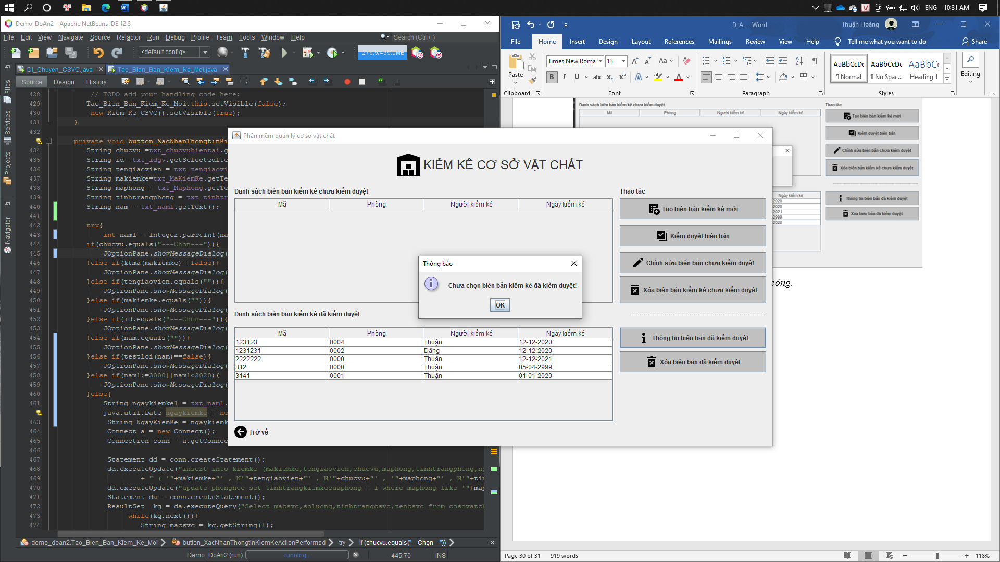 ENG 10:31 AM
Demo_DoAn2 - Apache NetBeans IDE 12.3
File Edit View Navigate Source Refactor Run Debug Profile Team Tools Window Help
Search (Ctrl+I)
<default config>
276.9/495.0MB
Di_Chuyen_CSVC.java
Tao_Bien_Ban_Kiem_Ke_Moi.java
Source Design History
Files
Services
Projects
Navigator
428 // TODO add your handling code here:
429 Tao_Bien_Ban_Kiem_Ke_Moi.this.setVisible(false);
430 new Kiem_Ke_CSVC().setVisible(true);
431 }
432
private void button_XacNhanThongtinKi
434 String chucvu =txt_chucvuhientai.g
435 String id =txt_idgv.getSelectedIte
436 String tengiaovien = txt_tengiaovi
437 String makiemke=txt_MaKiemKe.getTe
438 String maphong = txt_Maphong.getTe
439 String tinhtrangphong = txt_tinhtr
440 String nam = txt_nam1.getText();
441
442 try{
443 int nam1 = Integer.parseInt(na
444 if(chucvu.equals("---Chọn---")){
445 JOptionPane.showMessageDialog(
446 }else if(ktma(makiemke)==false){
447 JOptionPane.showMessageDialog(
448 }else if(tengiaovien.equals("")){
449 JOptionPane.showMessageDialog(
450 }else if(makiemke.equals("")){
451 JOptionPane.showMessageDialog(
452 }else if(id.equals("---Chọn---")){
453 JOptionPane.showMessageDialog(
454 }else if(nam.equals("")){
455 JOptionPane.showMessageDialog(
456 }else if(testloi(nam)==false){
457 JOptionPane.showMessageDialog(
458 }else if(nam1>=3000||nam1<2020){
459 JOptionPane.showMessageDialog(
460 }else{
461 String ngaykiemke1 = txt_nam1.
java.util.Date ngaykiemke = ne
463 String NgayKiemKe = ngaykiemk
464 Connect a = new Connect();
465 Connection conn = a.getConnec
466
467 Statement dd = conn.createStatement();
468 dd.executeUpdate("insert into kiemke (makiemke,tengiaovien,chucvu,maphong,tinhtrangphong,ng
469 + " ( '"+makiemke+"' , N'"+tengiaovien+"' , N'"+chucvu+"' , '"+maphong+"' , N'"+tin
470 dd.executeUpdate("update phonghoc set tinhtrangkiemkecuaphong = 1 where maphong like '"+map
471 Statement da = conn.createStatement();
472 ResultSet kq = da.executeQuery("Select macsvc,soluong,tinhtrangcsvc,tencsvc from cosovatch
473 while(kq.next()){
474 String macsvc = kq.getString(1);
demo_doan2.Tao_Bien_Ban_Kiem_Ke_Moi button_XacNhanThongtinKiemKeActionPerformed try if (chucvu.equals("---Chọn---"))
Demo_DoAn2 (run) running... 445:70 INS
Phần mềm quản lý cơ sở vật chất
KIỂM KÊ CƠ SỞ VẬT CHẤT
Danh sách biên bản kiểm kê chưa kiểm duyệt
Mã Phòng Người kiểm kê Ngày kiểm kê
Thao tác
Tạo biên bản kiểm kê mới
Kiểm duyệt biên bản
Chỉnh sửa biên bản chưa kiểm duyệt
Xóa biên bản kiểm kê chưa kiểm duyệt
Thông báo
Chưa chọn biên bản kiểm kê đã kiểm duyệt!
OK
Danh sách biên bản kiểm kê đã kiểm duyệt
Mã Phòng Người kiểm kê Ngày kiểm kê
123123 0004 Thuận 12-12-2020
1231231 0002 Dâng 12-12-2020
2222222 0000 Thuận 12-12-2021
312 0000 Thuận 05-04-2999
3141 0001 Thuận 01-01-2020
Thông tin biên bản đã kiểm duyệt
Xóa biên bản đã kiểm duyệt
Trở về
D_A - Word
Thuận Hoàng
File Home Insert Design Layout References Mailings Review View Help Tell me what you want to do Share
Paste
Times New Roma 13
Aa
B I U abc x₂ x²
AaBbCcDc AaBbCcDc AaBbCc
¶ Normal ¶ No Spac... Heading 1
Editing
Clipboard Font Paragraph Styles
Danh sách biên bản kiểm kê chưa kiểm duyệt
Mã Phòng Người kiểm kê Ngày kiểm kê
Thao tác
Tạo biên bản kiểm kê mới
Kiểm duyệt biên bản
Chỉnh sửa biên bản chưa kiểm duyệt
Xóa biên bản kiểm kê chưa kiểm duyệt
Ngày kiểm kê
2020
2020
2021
2999
2020
Thông tin biên bản đã kiểm duyệt
Xóa biên bản đã kiểm duyệt
công.
Page 30 of 31 919 words
118%